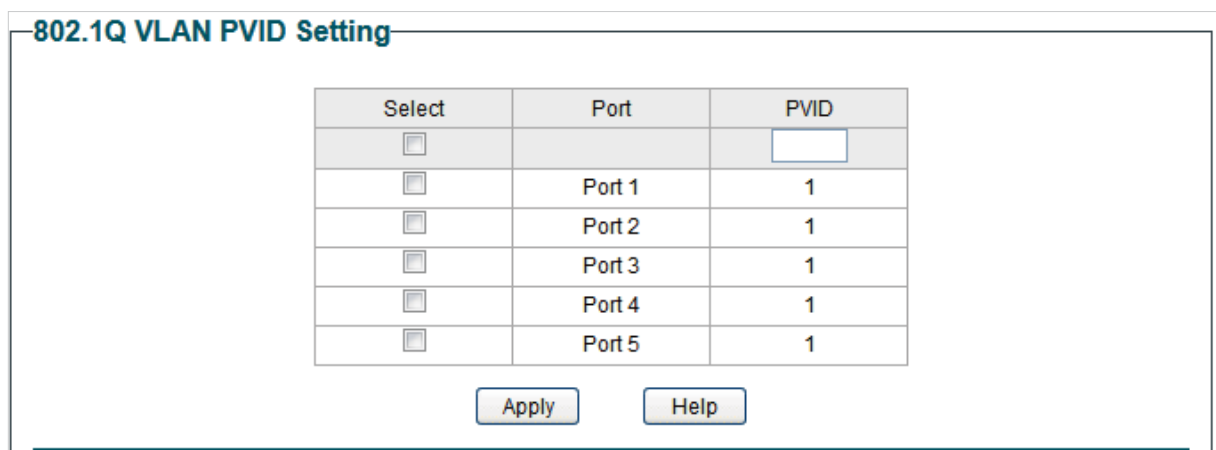 802.1Q VLAN PVID Setting
Select Port PVID
Port 1 1
Port 2 1
Port 3 1
Port 4 1
Port 5 1
Apply Help